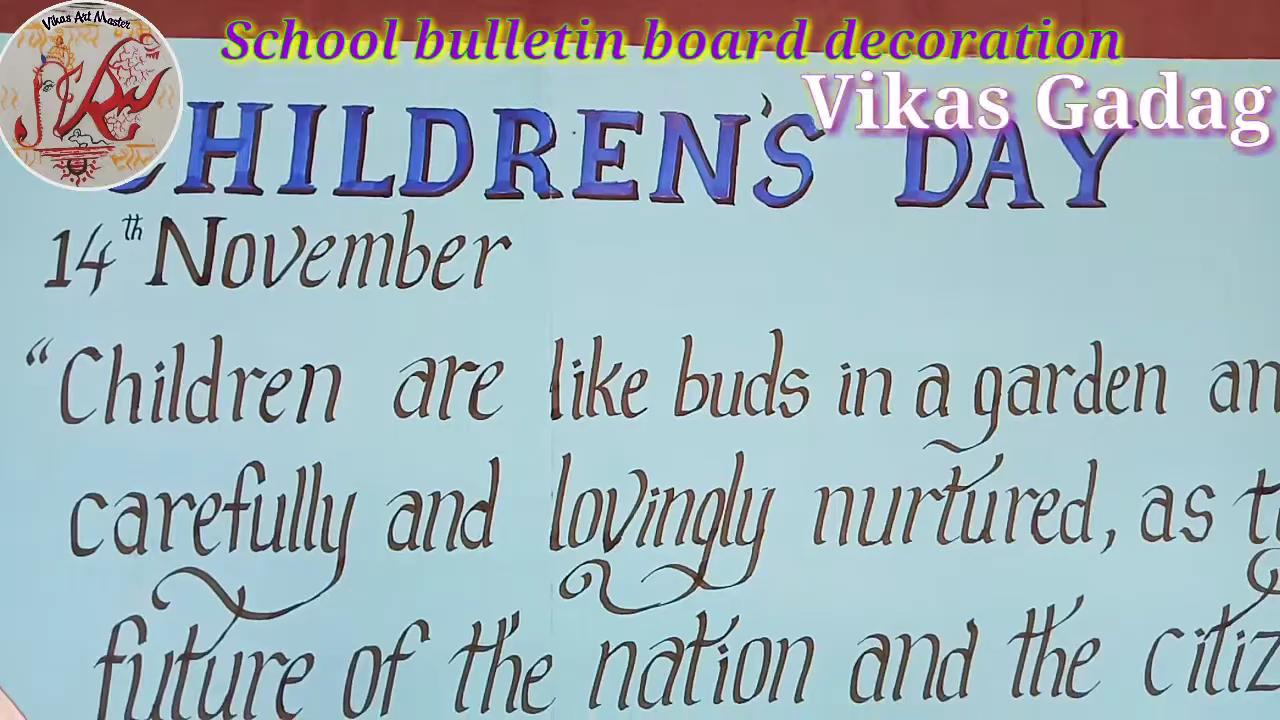 Vikas Art Master
School bulletin board decoration
Vikas Gadag
CHILDREN'S DAY
14th November
"Children are like buds in a garden an
carefully and lovingly nurtured, as t
future of the nation and the citiz